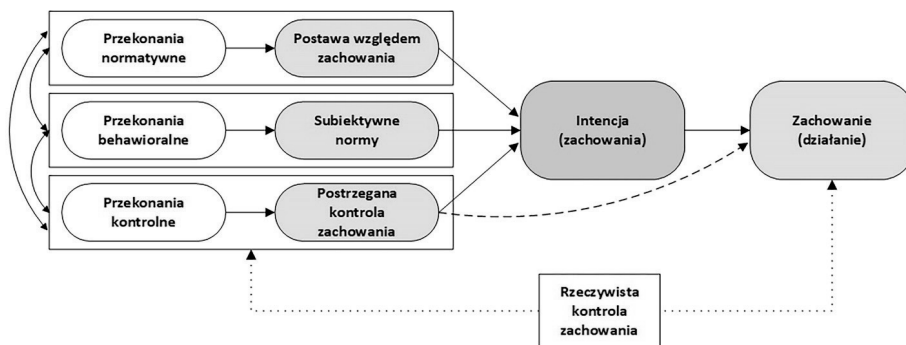 Przekonania
normatywne
Postawa względem
zachowania
Przekonania
behawioralne
Subiektywne
normy
Przekonania
kontrolne
Postrzegana
kontrola
zachowania
Intencja
(zachowania)
Zachowanie
(działanie)
Rzeczywista
kontrola
zachowania